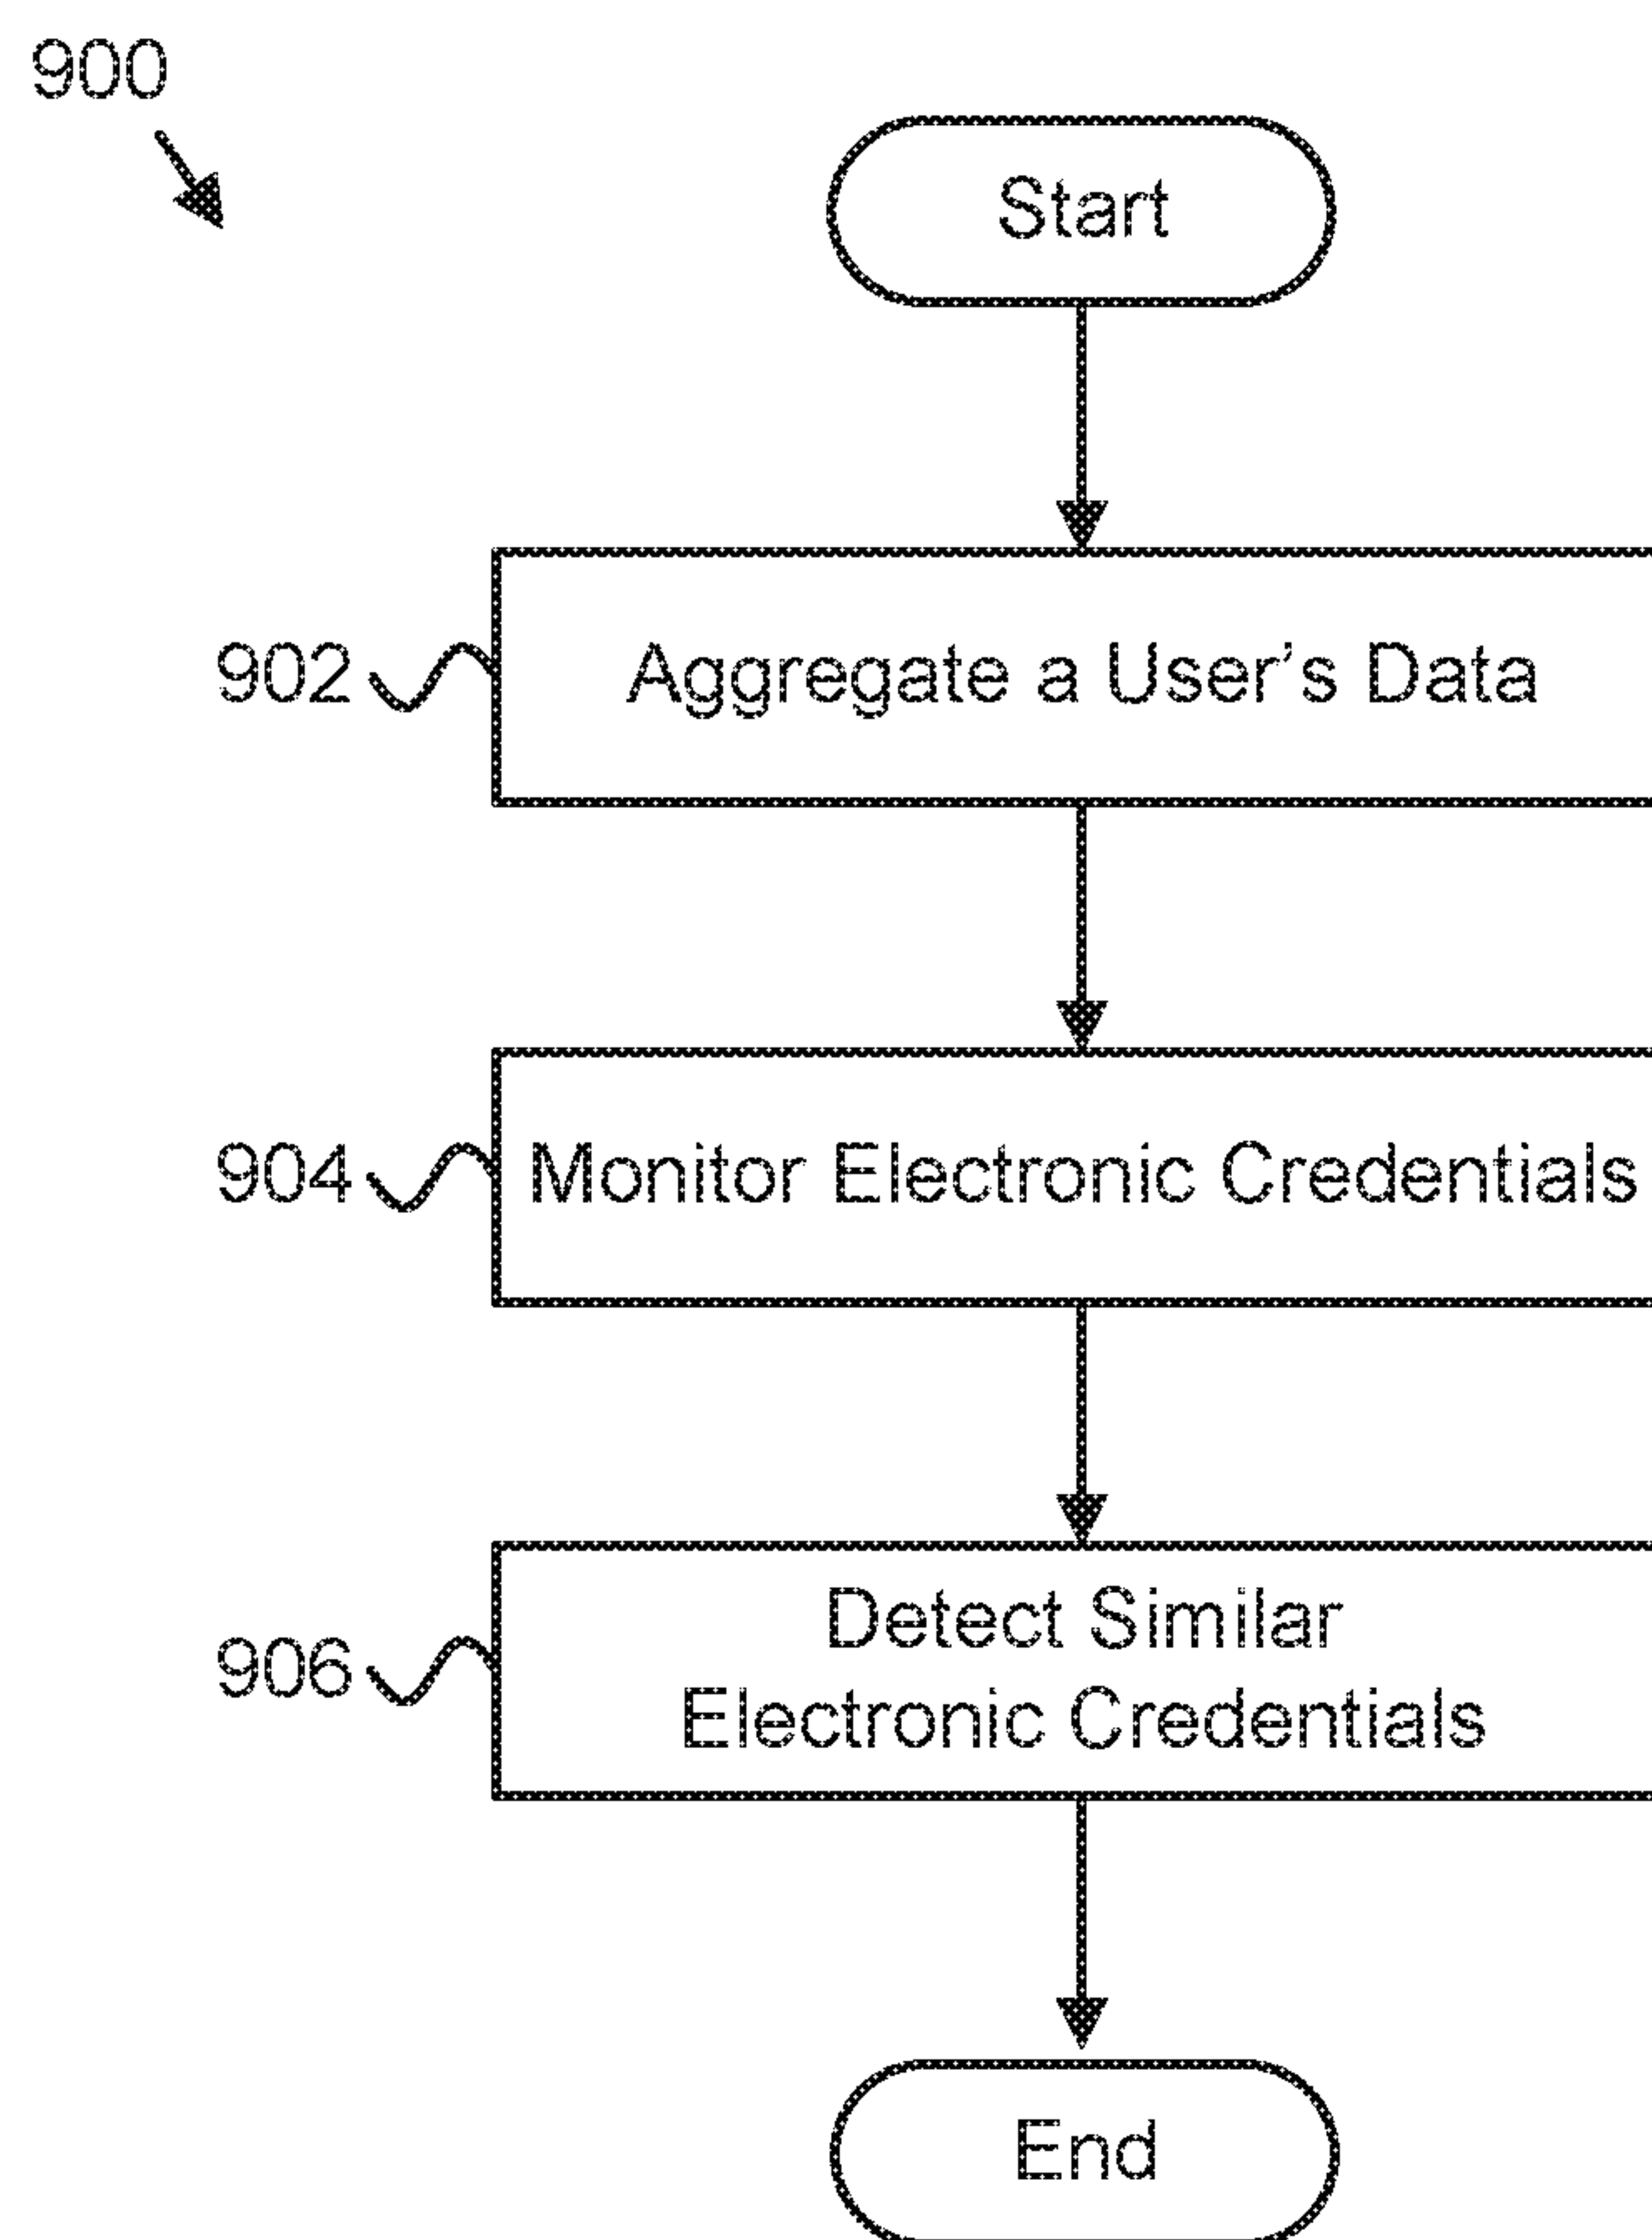 900
Start
902
Aggregate a User’s Data
904
Monitor Electronic Credentials
906
Detect Similar
Electronic Credentials
End